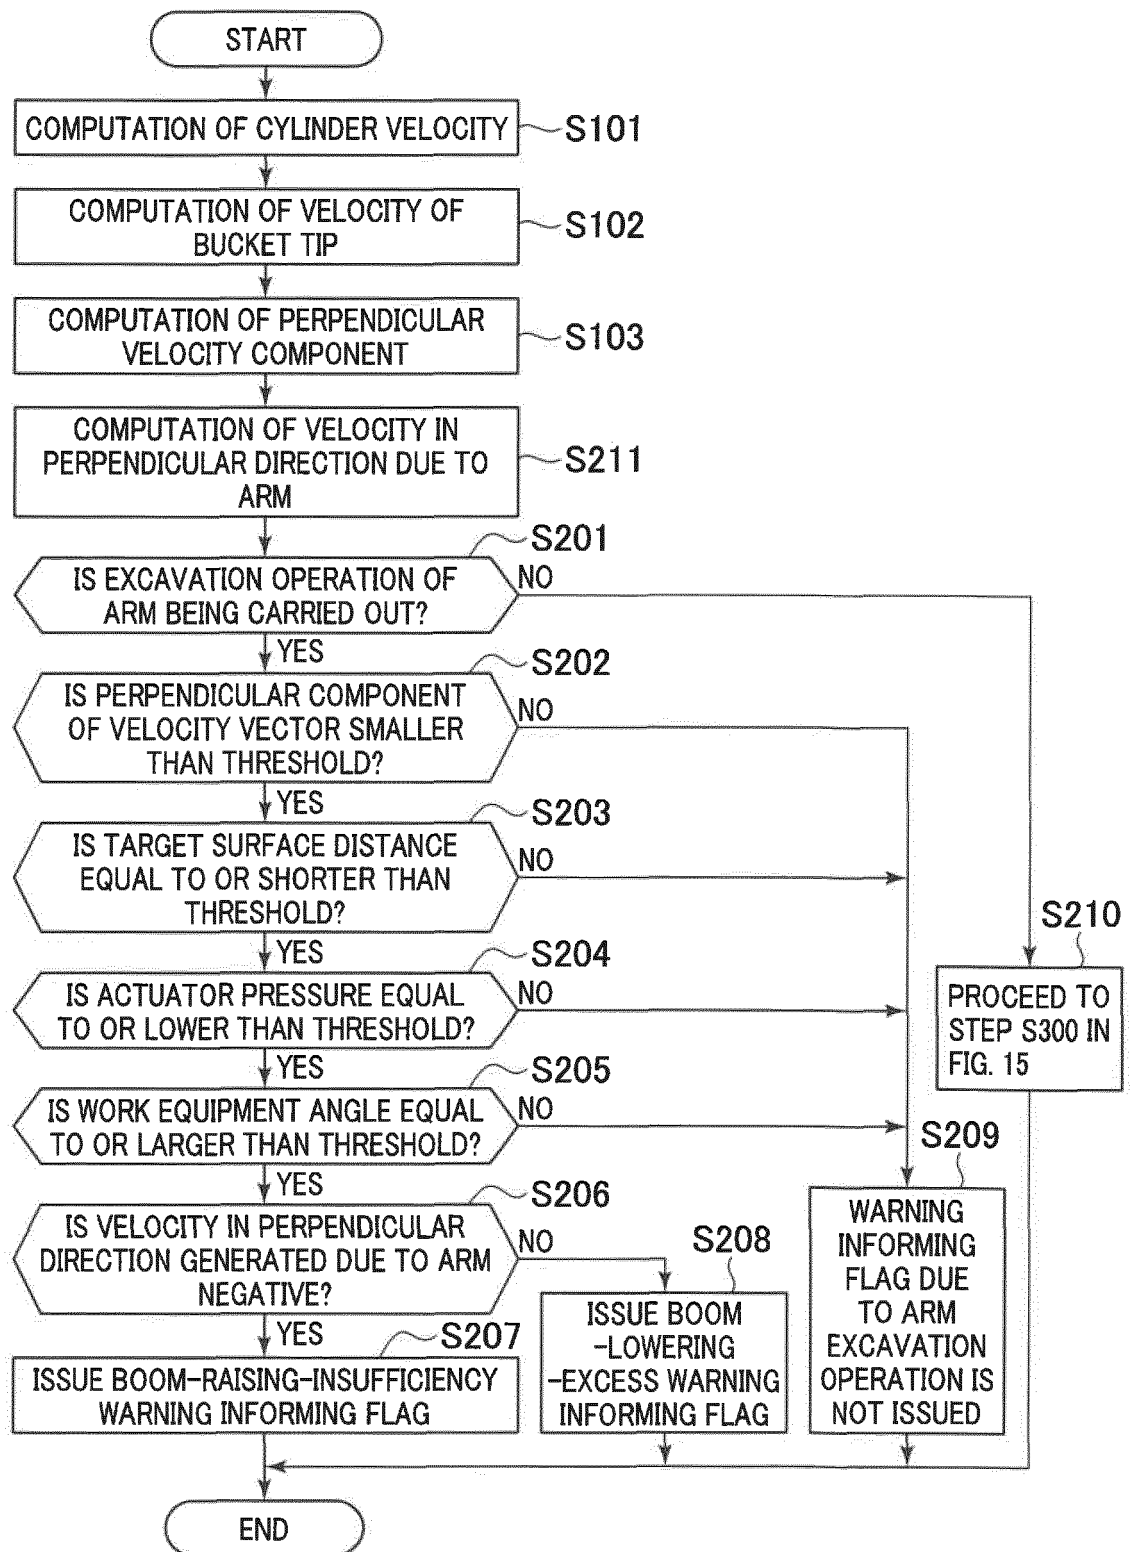 START
COMPUTATION OF CYLINDER VELOCITY
S101
COMPUTATION OF VELOCITY OF
BUCKET TIP
S102
COMPUTATION OF PERPENDICULAR
VELOCITY COMPONENT
S103
COMPUTATION OF VELOCITY IN
PERPENDICULAR DIRECTION DUE TO
ARM
S211
S201
IS EXCAVATION OPERATION OF
ARM BEING CARRIED OUT?
NO
YES
S202
IS PERPENDICULAR COMPONENT
OF VELOCITY VECTOR SMALLER
THAN THRESHOLD?
NO
YES
S203
IS TARGET SURFACE DISTANCE
EQUAL TO OR SHORTER THAN
THRESHOLD?
NO
YES
S204
IS ACTUATOR PRESSURE EQUAL
TO OR LOWER THAN THRESHOLD?
NO
YES
S205
IS WORK EQUIPMENT ANGLE EQUAL
TO OR LARGER THAN THRESHOLD?
NO
YES
S206
IS VELOCITY IN PERPENDICULAR
DIRECTION GENERATED DUE TO ARM
NEGATIVE?
NO
YES
S207
ISSUE BOOM-RAISING-INSUFFICIENCY
WARNING INFORMING FLAG
S208
ISSUE BOOM
-LOWERING
-EXCESS WARNING
INFORMING FLAG
S209
WARNING
INFORMING
FLAG DUE
TO ARM
EXCAVATION
OPERATION IS
NOT ISSUED
S210
PROCEED TO
STEP S300 IN
FIG. 15
END